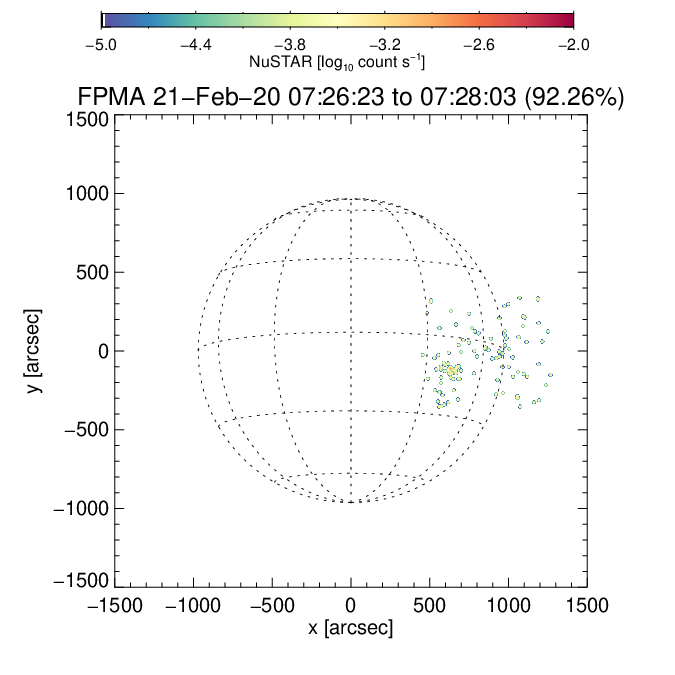 −5.0 −4.4 −3.8 −3.2 −2.6 −2.0
NuSTAR [log₁₀ count s⁻¹]
FPMA 21−Feb−20 07:26:23 to 07:28:03 (92.26%)
1500
1000
500
0
−500
−1000
−1500
y [arcsec]
−1500 −1000 −500 0 500 1000 1500
x [arcsec]